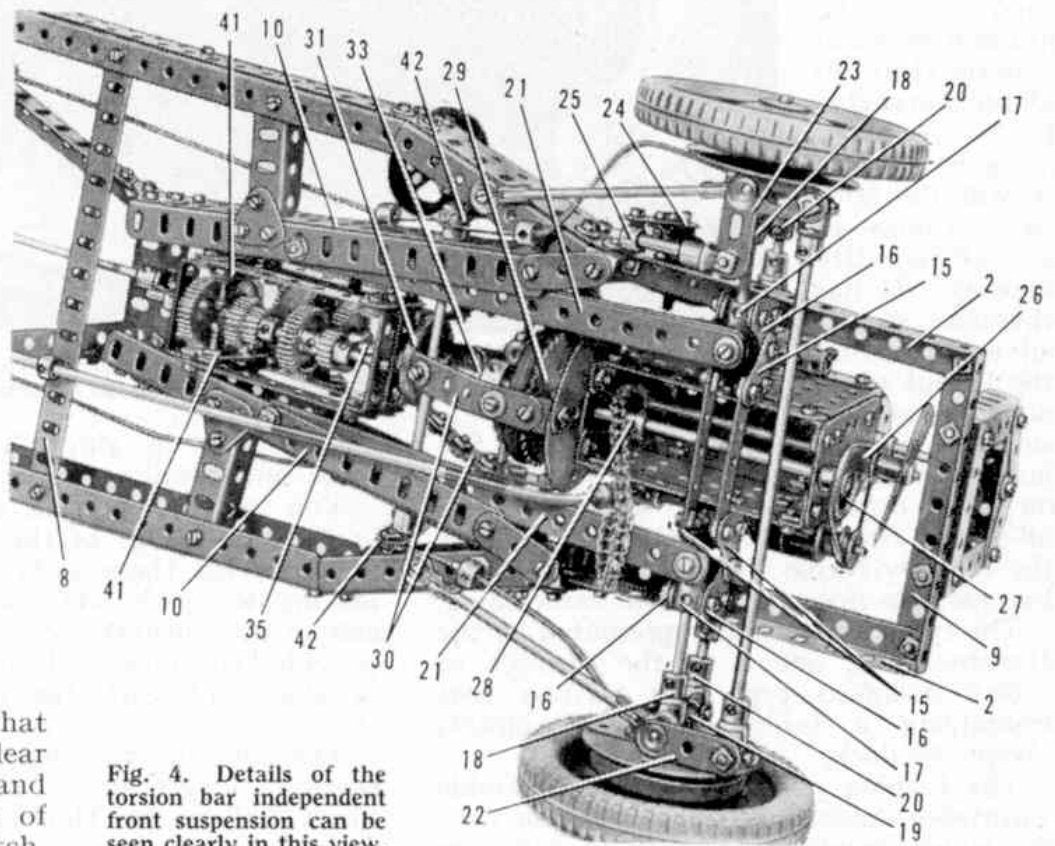 41 10 31 33 42 29 21 25 24 23 18 20 17
16
15
2
26
8
41
10
35
42
30
21
28
16
18
22
27
9
2
15
16
17
20
19
that
lear
and
of
Fig. 4. Details of the
torsion bar independent
front suspension can be
seen clearly in this view.